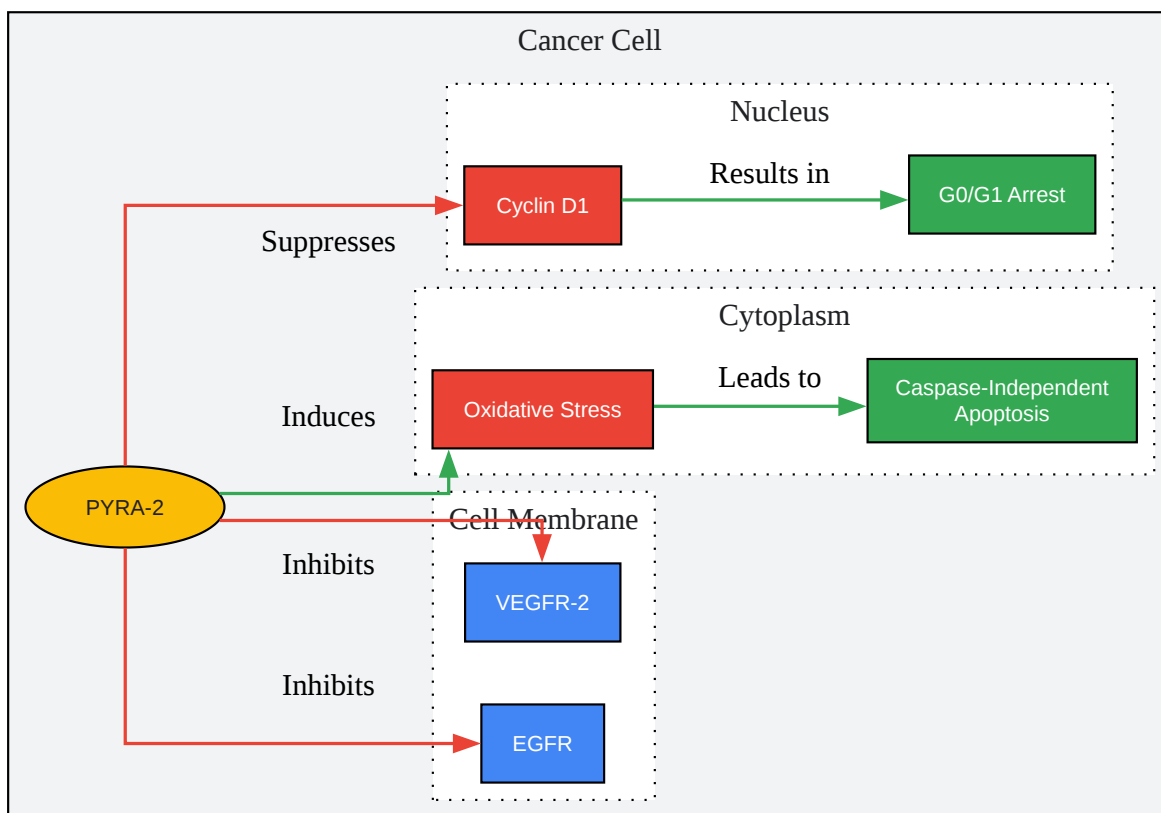 Cancer Cell
Nucleus
Results in
Cyclin D1
G0/G1 Arrest
Suppresses
Cytoplasm
Leads to
Oxidative Stress
Caspase-Independent
Apoptosis
Induces
PYRA-2
Cell Membrane
Inhibits
VEGFR-2
Inhibits
EGFR